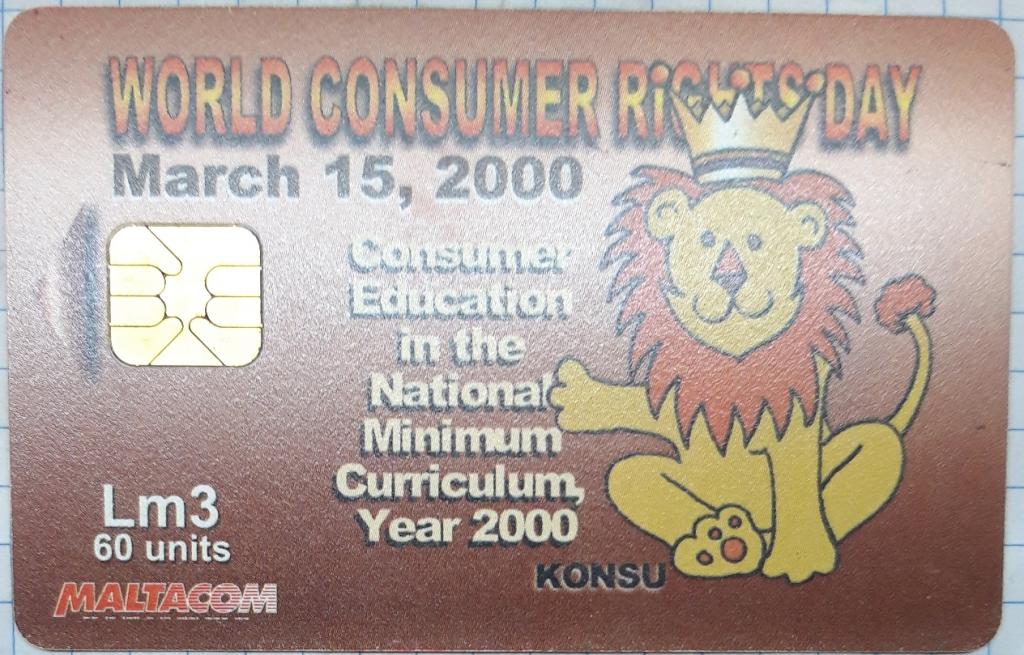 WORLD CONSUMER RiGHTS DAY
March 15, 2000
Consumer
Education
in the
National
Minimum
Curriculum,
Year 2000
KONSU
Lm3
60 units
MALTACOM